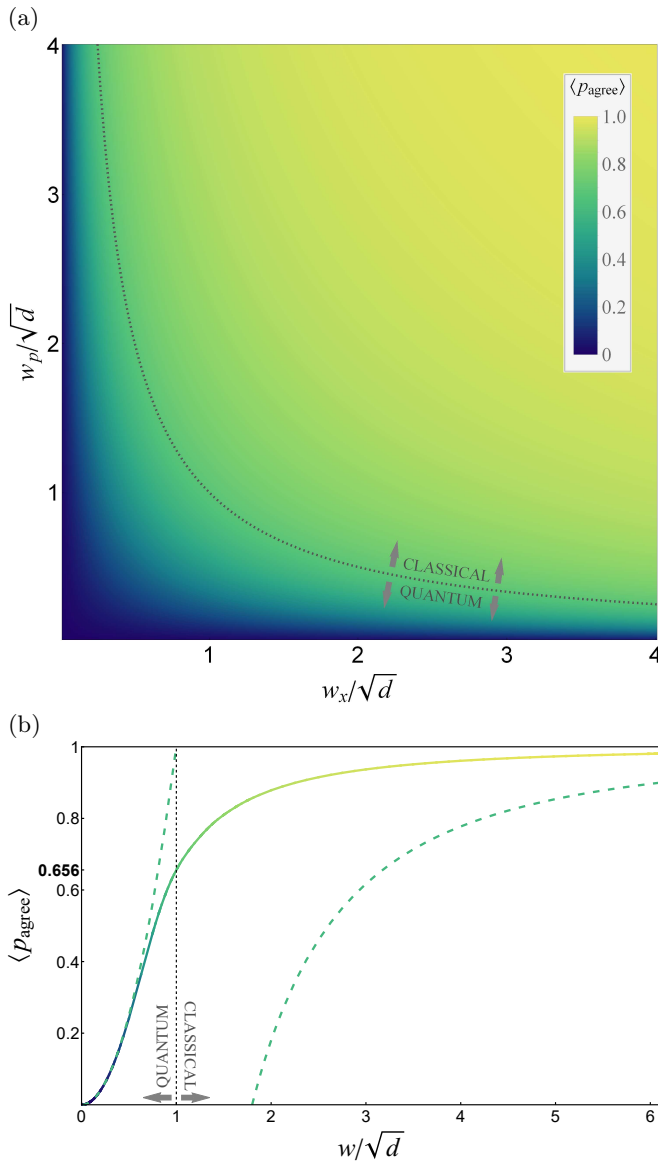 (a)
4
3
2
1
w_p/√d
⟨p_agree⟩
1.0
0.8
0.6
0.4
0.2
0
CLASSICAL
QUANTUM
1
2
3
4
w_x/√d
(b)
1
0.8
0.656
0.6
0.4
0.2
⟨p_agree⟩
QUANTUM
CLASSICAL
0
1
2
3
4
5
6
w/√d